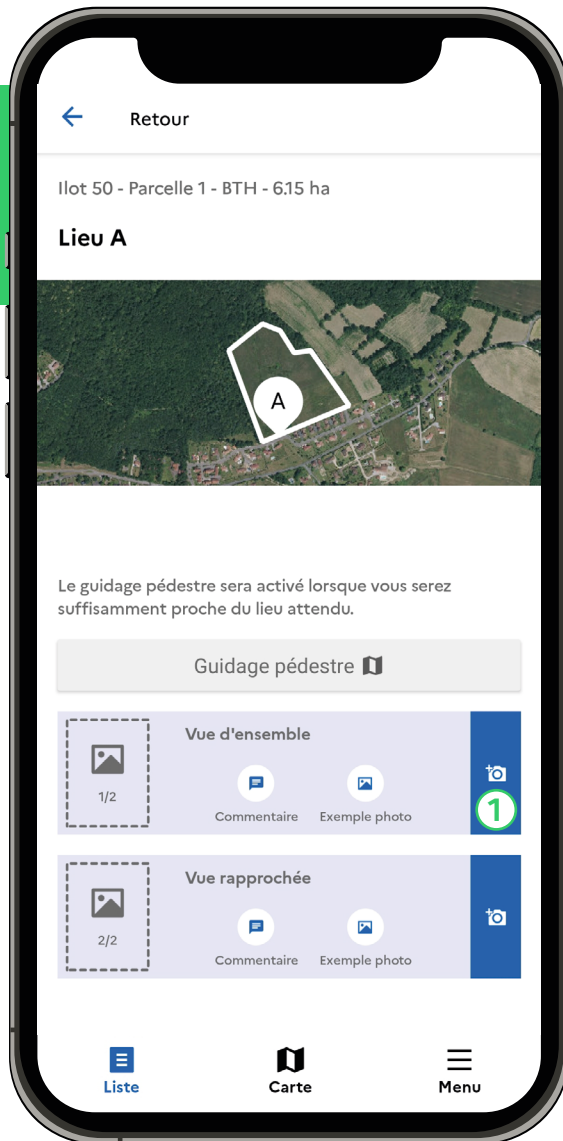 Retour
Ilot 50 - Parcelle 1 - BTH - 6.15 ha
Lieu A
A
Le guidage pédestre sera activé lorsque vous serez
suffisamment proche du lieu attendu.
Guidage pédestre
Vue d'ensemble
1/2
Commentaire
Exemple photo
1
Vue rapprochée
2/2
Commentaire
Exemple photo
Liste
Carte
Menu